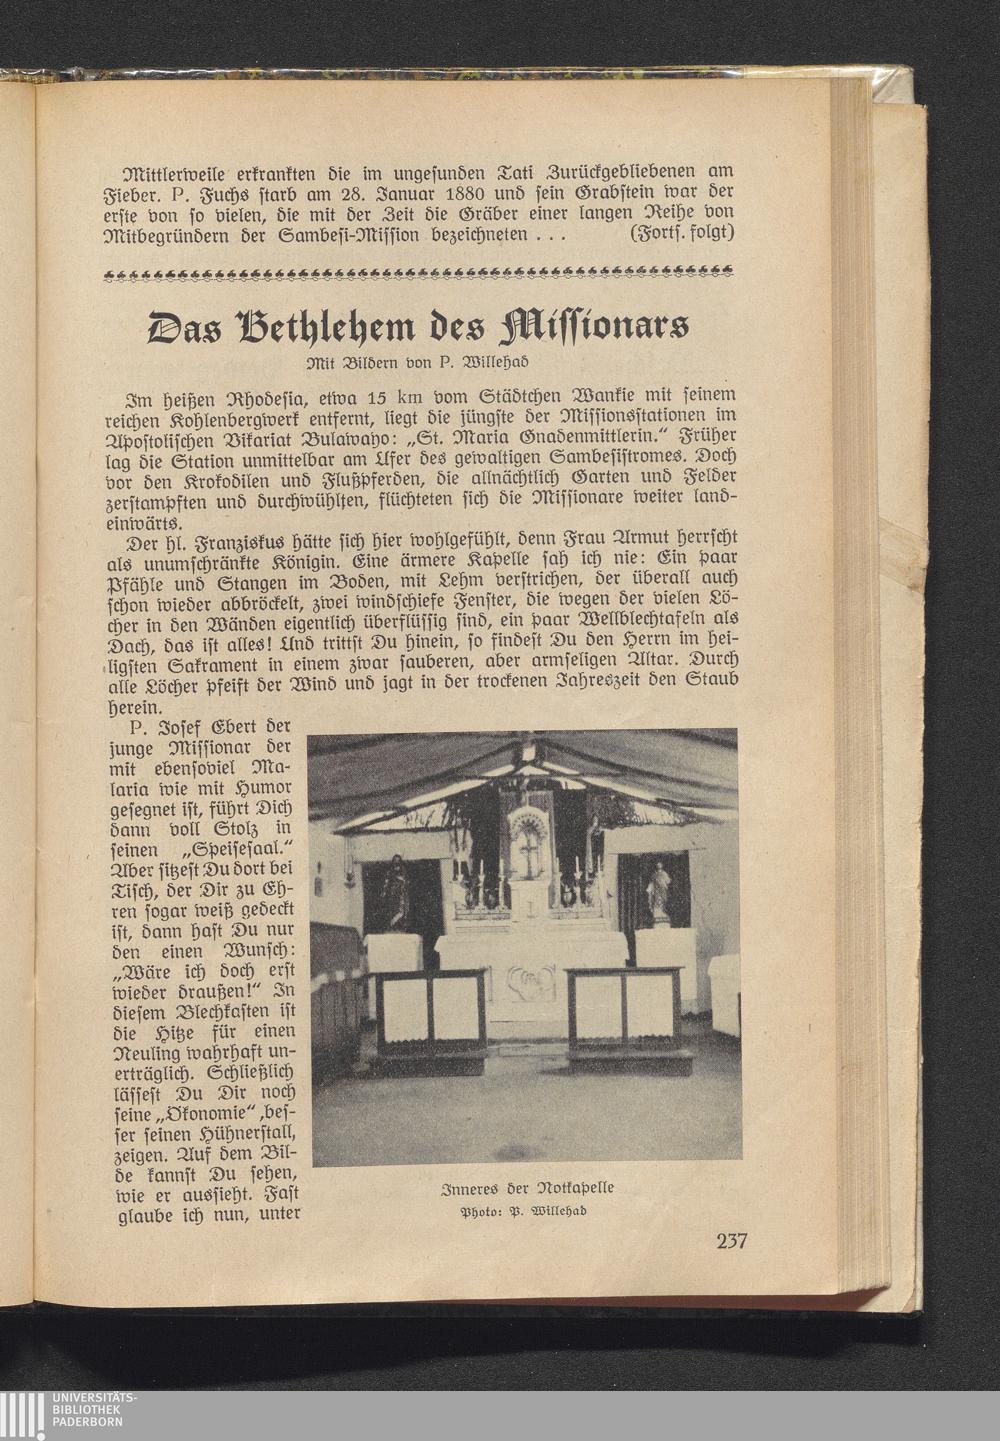 Mittlerweile erkrankten die im ungesunden Tati Zurückgebliebenen am
Fieber. P. Fuchs starb am 28. Januar 1880 und sein Grabstein war der
erste von so vielen, die mit der Zeit die Gräber einer langen Reihe von
Mitbegründern der Sambesi-Mission bezeichneten . . . (Forts. folgt)
Das Bethlehem des Missionars
Mit Bildern von P. Willehad
Im heißen Rhodesia, etwa 15 km vom Städtchen Wankie mit seinem
reichen Kohlenbergwerk entfernt, liegt die jüngste der Missionsstationen im
Apostolischen Vikariat Bulawayo: „St. Maria Gnadenmittlerin.“ Früher
lag die Station unmittelbar am Ufer des gewaltigen Sambesistromes. Doch
vor den Krokodilen und Flußpferden, die allnächtlich Garten und Felder
zerstampften und durchwühlten, flüchteten sich die Missionare weiter land-
einwärts.
Der hl. Franziskus hätte sich hier wohlgefühlt, denn Frau Armut herrscht
als unumschränkte Königin. Eine ärmere Kapelle sah ich nie: Ein paar
Pfähle und Stangen im Boden, mit Lehm verstrichen, der überall auch
schon wieder abbröckelt, zwei windschiefe Fenster, die wegen der vielen Lö-
cher in den Wänden eigentlich überflüssig sind, ein paar Wellblechtafeln als
Dach, das ist alles! Und trittst Du hinein, so findest Du den Herrn im hei-
ligsten Sakrament in einem zwar sauberen, aber armseligen Altar. Durch
alle Löcher pfeift der Wind und jagt in der trockenen Jahreszeit den Staub
herein.
P. Josef Ebert der
junge Missionar der
mit ebensoviel Ma-
laria wie mit Humor
gesegnet ist, führt Dich
dann voll Stolz in
seinen „Speisesaal.“
Aber sitzest Du dort bei
Tisch, der Dir zu Eh-
ren sogar weiß gedeckt
ist, dann hast Du nur
den einen Wunsch:
„Wäre ich doch erst
wieder draußen!“ In
diesem Blechkasten ist
die Hitze für einen
Neuling wahrhaft un-
erträglich. Schließlich
lässest Du Dir noch
seine „Ökonomie“ ,bes-
ser seinen Hühnerstall,
zeigen. Auf dem Bil-
de kannst Du sehen,
wie er aussieht. Fast
glaube ich nun, unter
Inneres der Notkapelle
Photo: P. Willehad
237
UNIVERSITÄTS-
BIBLIOTHEK
PADERBORN